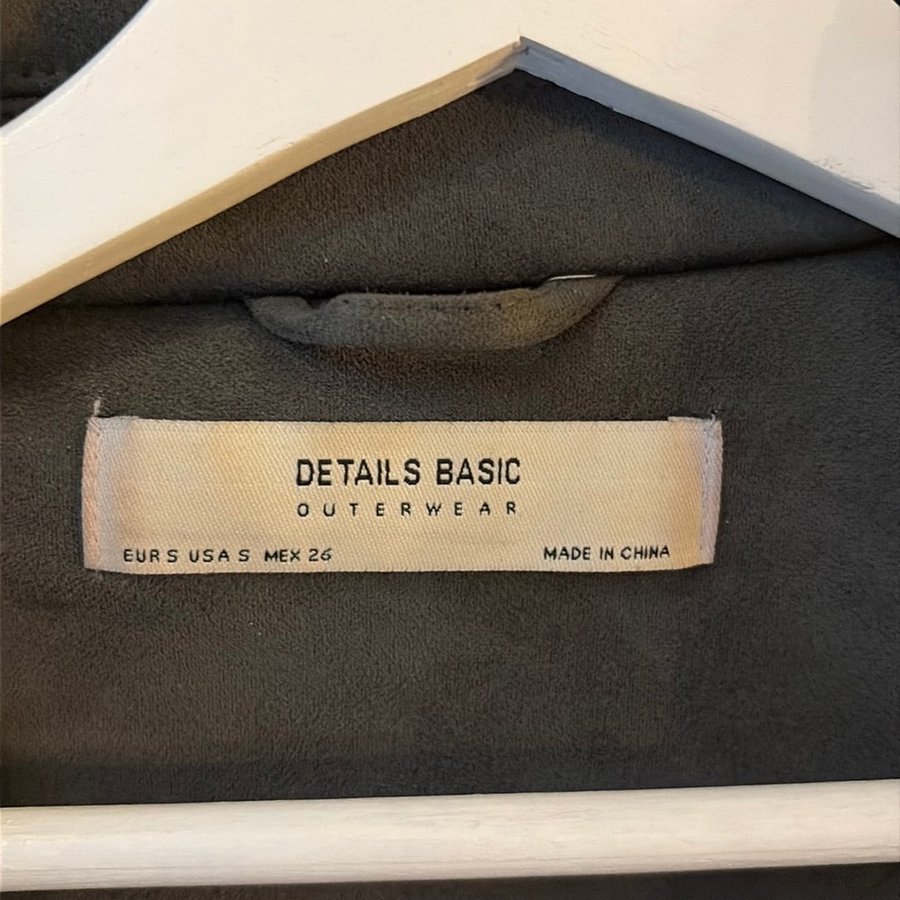 DETAILS BASIC
OUTERWEAR
EUR S USA S MEX 26 MADE IN CHINA